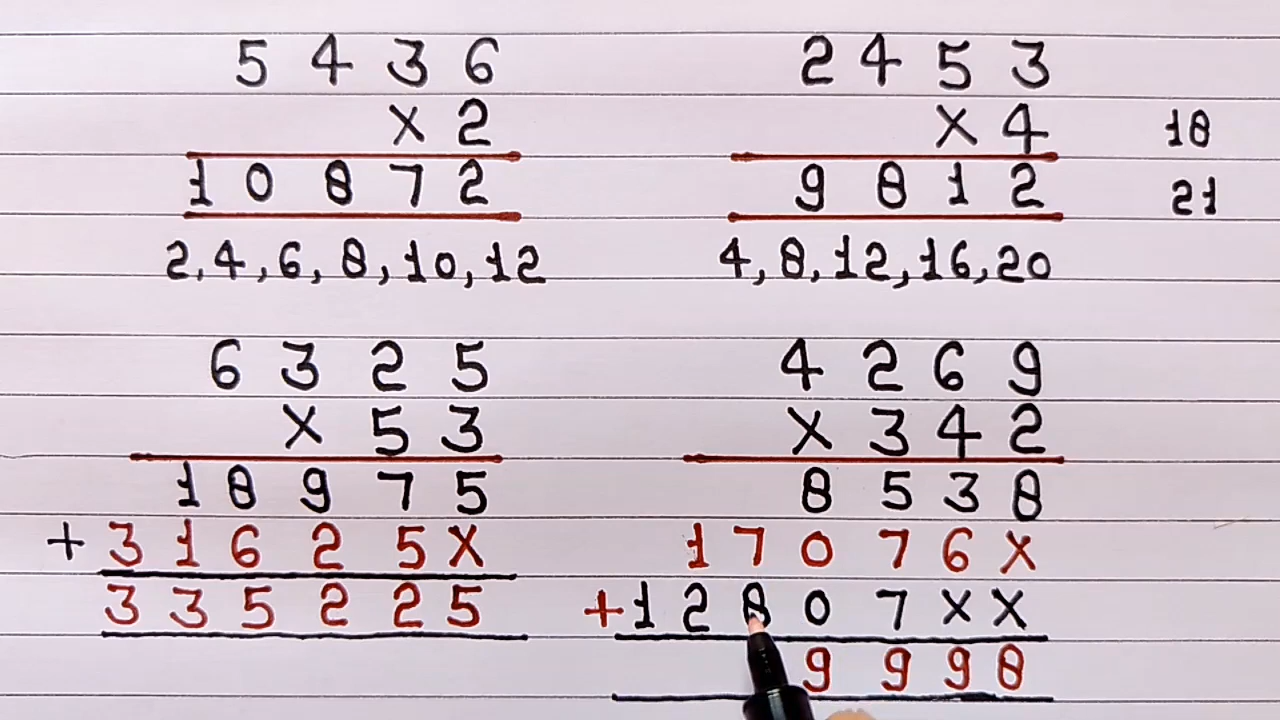 5 4 3 6
× 2
1 0 8 7 2
2, 4, 6, 8, 10, 12
2 4 5 3
× 4
9 8 1 2
4, 8, 12, 16, 20
18
21
6 3 2 5
× 5 3
1 8 9 7 5
+ 3 1 6 2 5 ×
3 3 5 2 2 5
4 2 6 9
× 3 4 2
8 5 3 8
1 7 0 7 6 ×
+ 1 2 8 0 7 × ×
9 9 9 8